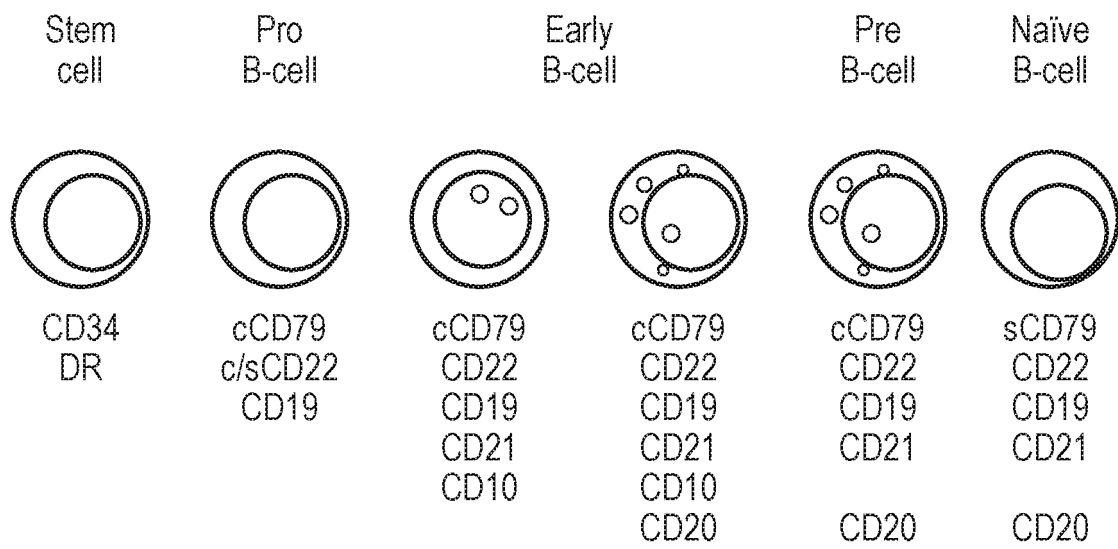 Stem Pro Early Pre Naïve
cell B-cell B-cell B-cell B-cell
CD34 cCD79 cCD79 cCD79 cCD79 sCD79
DR c/sCD22 CD22 CD22 CD22 CD22
CD19 CD19 CD19 CD19 CD19
CD21 CD21 CD21 CD21
CD10 CD10
CD20 CD20 CD20